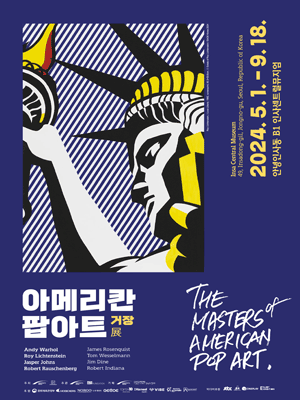 Insa Central Museum
49, Insadong-gil, Jongno-gu, Seoul, Republic of Korea
2024. 5. 1. – 9. 18.
안녕인사동 B1 인사센트럴뮤지엄
아메리칸
팝아트 거장展
Andy Warhol
Roy Lichtenstein
Jasper Johns
Robert Rauschenberg
James Rosenquist
Tom Wesselmann
Jim Dine
Robert Indiana
THE
MASTERS of
AMERICAN
POP ART.